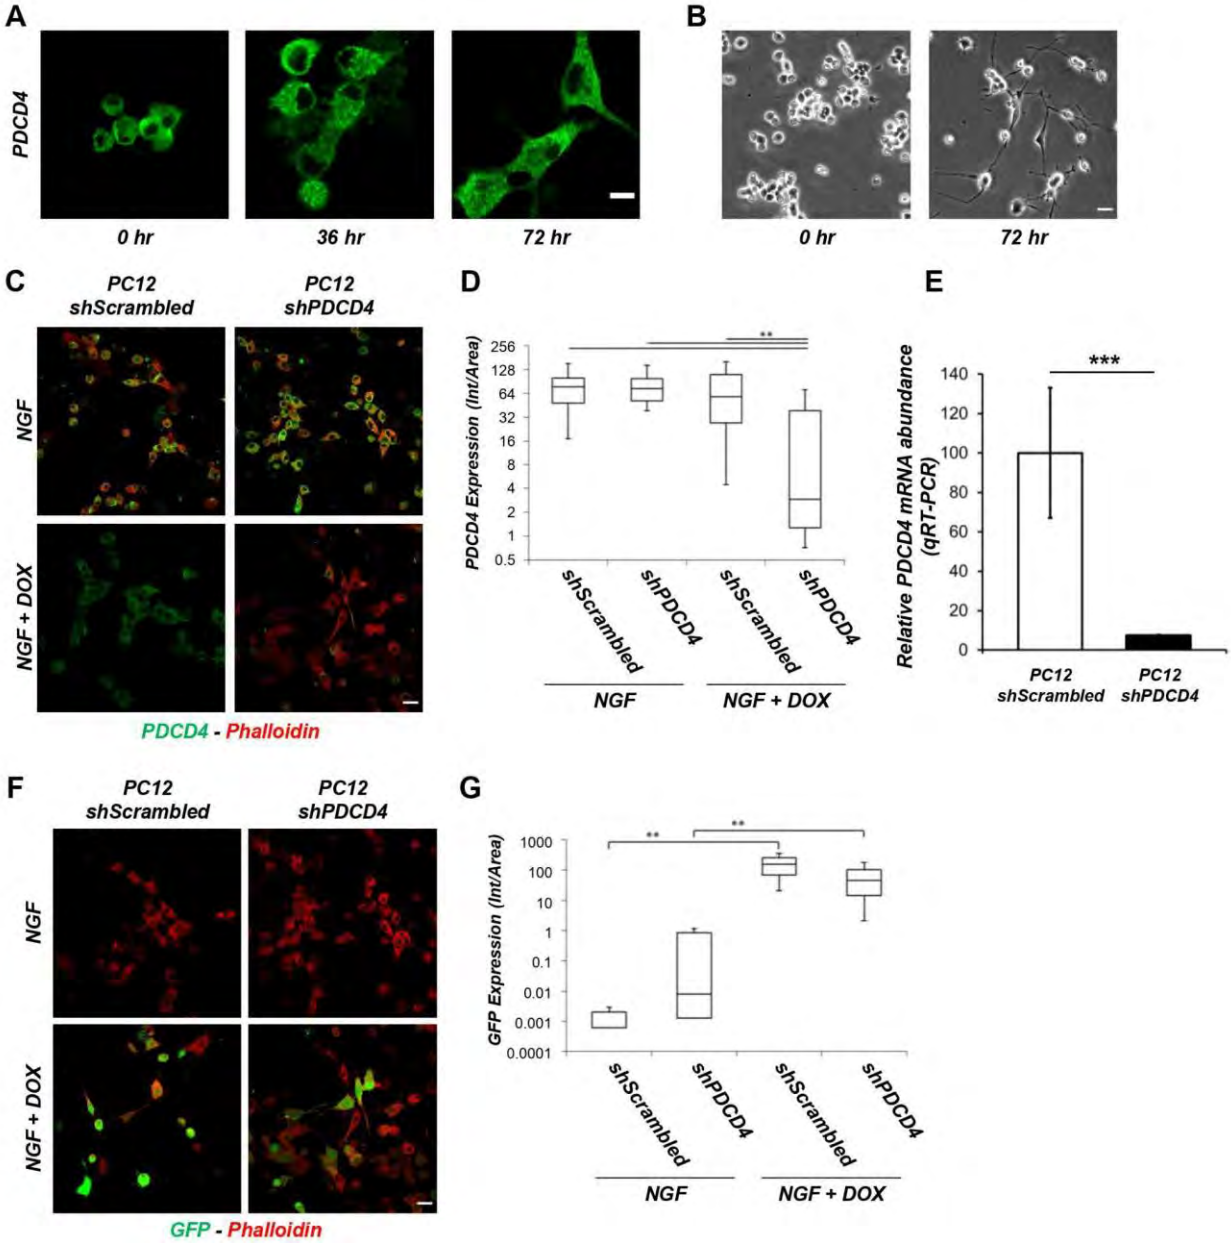 A
B
PDCD4
0 hr
36 hr
72 hr
0 hr
72 hr
C
PC12
shScrambled
PC12
shPDCD4
NGF
NGF + DOX
PDCD4 - Phalloidin
D
PDCD4 Expression (Int/Area)
256
128
64
32
16
8
4
2
1
0.5
**
shScrambled
shPDCD4
shScrambled
shPDCD4
NGF
NGF + DOX
E
Relative PDCD4 mRNA abundance
(qRT-PCR)
140
120
100
80
60
40
20
0
***
PC12
shScrambled
PC12
shPDCD4
F
PC12
shScrambled
PC12
shPDCD4
NGF
NGF + DOX
GFP - Phalloidin
G
GFP Expression (Int/Area)
1000
100
10
1
0.1
0.01
0.001
0.0001
**
**
shScrambled
shPDCD4
shScrambled
shPDCD4
NGF
NGF + DOX